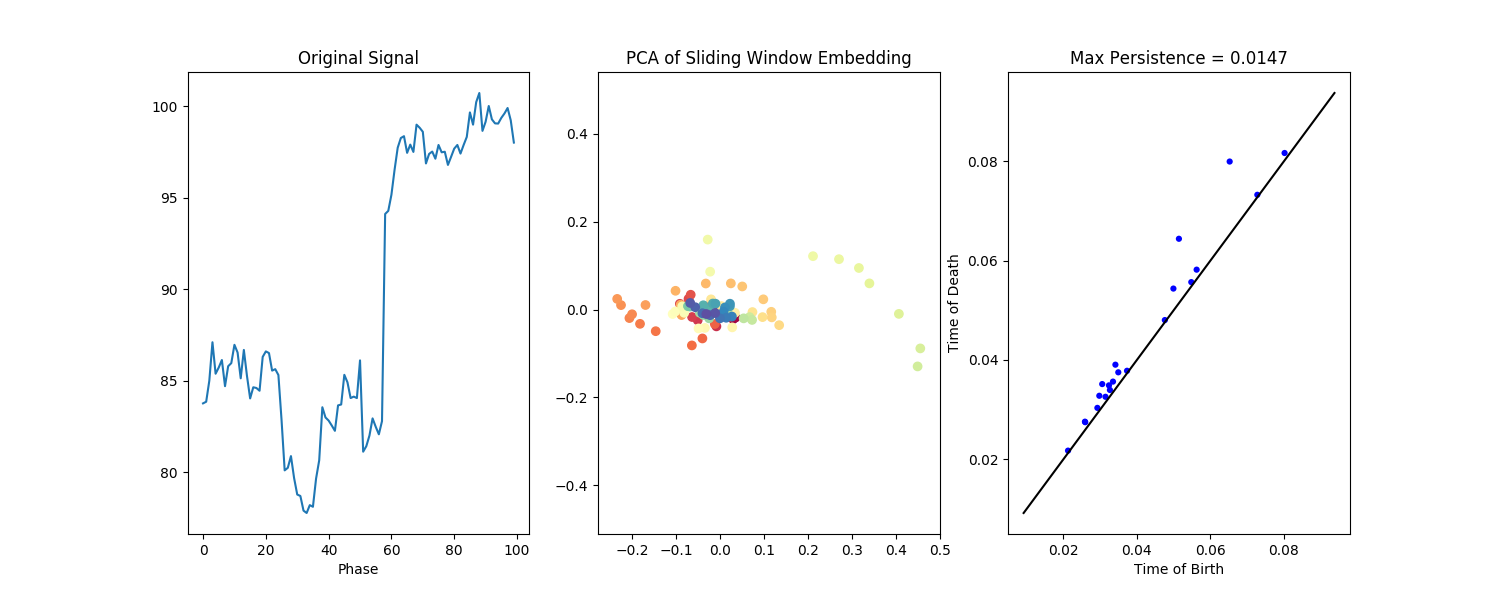 Original Signal
100
95
90
85
80
0 20 40 60 80 100
Phase
PCA of Sliding Window Embedding
0.4
0.2
0.0
−0.2
−0.4
−0.2 −0.1 0.0 0.1 0.2 0.3 0.4 0.5
Max Persistence = 0.0147
Time of Death
0.08
0.06
0.04
0.02
0.02 0.04 0.06 0.08
Time of Birth